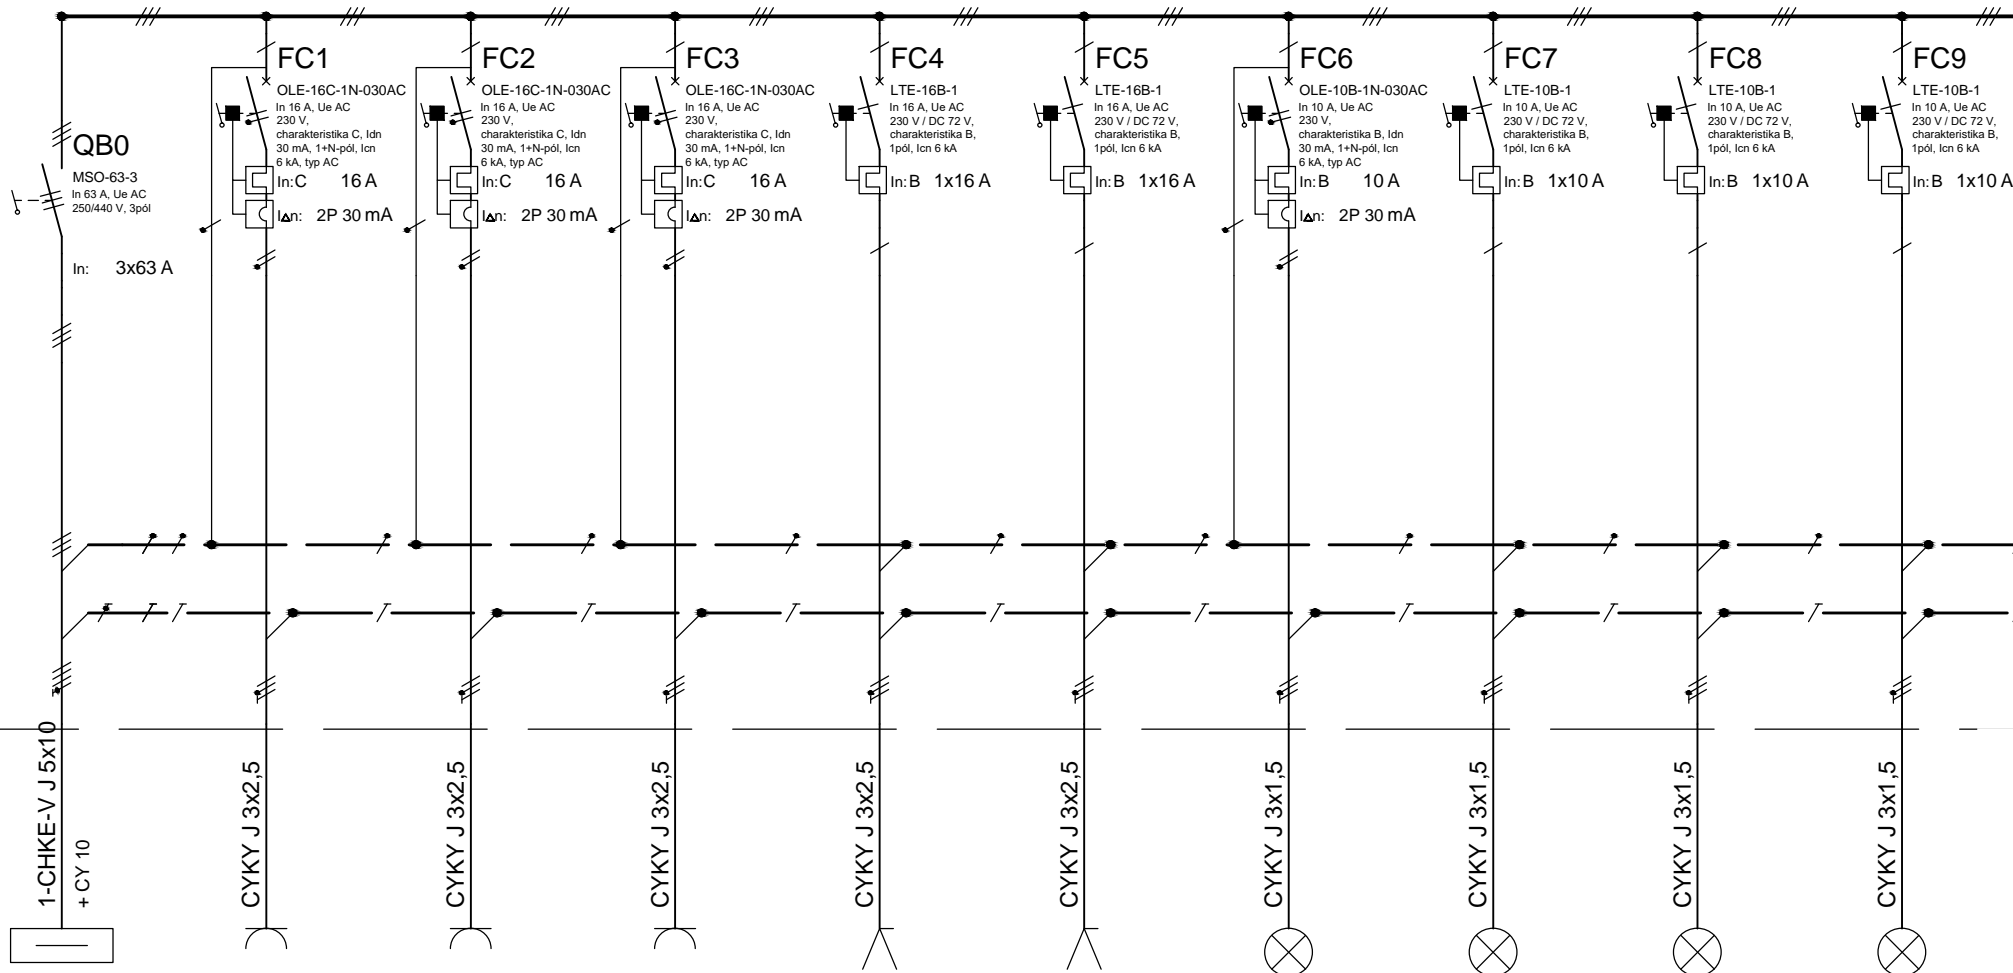 QB0
MSO-63-3
In 63 A, Ue AC
250/440 V, 3pól
In: 3x63 A
FC1
OLE-16C-1N-030AC
In 16 A, Ue AC
230 V,
charakteristika C, Idn
30 mA, 1+N-pól, Icn
6 kA, typ AC
In:C 16 A
IΔn: 2P 30 mA
FC2
OLE-16C-1N-030AC
In 16 A, Ue AC
230 V,
charakteristika C, Idn
30 mA, 1+N-pól, Icn
6 kA, typ AC
In:C 16 A
IΔn: 2P 30 mA
FC3
OLE-16C-1N-030AC
In 16 A, Ue AC
230 V,
charakteristika C, Idn
30 mA, 1+N-pól, Icn
6 kA, typ AC
In:C 16 A
IΔn: 2P 30 mA
FC4
LTE-16B-1
In 16 A, Ue AC
230 V / DC 72 V,
charakteristika B,
1pól, Icn 6 kA
In:B 1x16 A
FC5
LTE-16B-1
In 16 A, Ue AC
230 V / DC 72 V,
charakteristika B,
1pól, Icn 6 kA
In:B 1x16 A
FC6
OLE-10B-1N-030AC
In 10 A, Ue AC
230 V,
charakteristika B, Idn
30 mA, 1+N-pól, Icn
6 kA, typ AC
In:B 10 A
IΔn: 2P 30 mA
FC7
LTE-10B-1
In 10 A, Ue AC
230 V / DC 72 V,
charakteristika B,
1pól, Icn 6 kA
In:B 1x10 A
FC8
LTE-10B-1
In 10 A, Ue AC
230 V / DC 72 V,
charakteristika B,
1pól, Icn 6 kA
In:B 1x10 A
FC9
LTE-10B-1
In 10 A, Ue AC
230 V / DC 72 V,
charakteristika B,
1pól, Icn 6 kA
In:B 1x10 A
1-CHKE-V J 5x10
+ CY 10
CYKY J 3x2,5
CYKY J 3x2,5
CYKY J 3x2,5
CYKY J 3x2,5
CYKY J 3x2,5
CYKY J 3x1,5
CYKY J 3x1,5
CYKY J 3x1,5
CYKY J 3x1,5